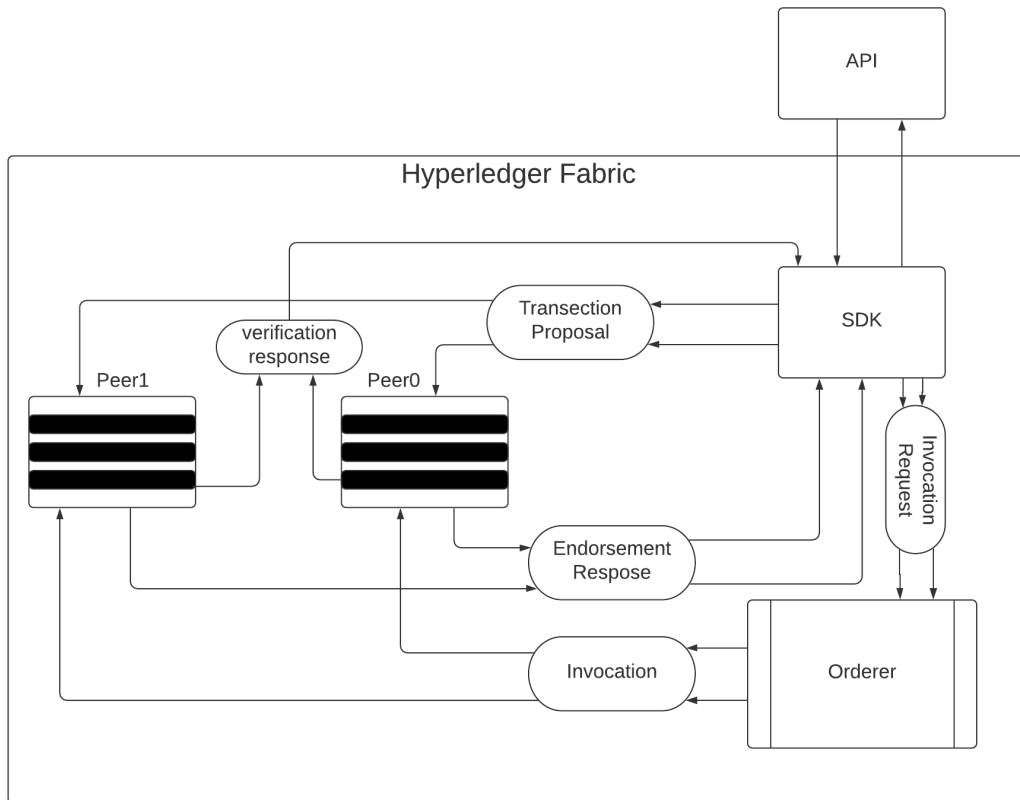 API
Hyperledger Fabric
Transection
Proposal
SDK
verification
response
Peer1
Peer0
Invocation
Request
Endorsement
Respose
Invocation
Orderer